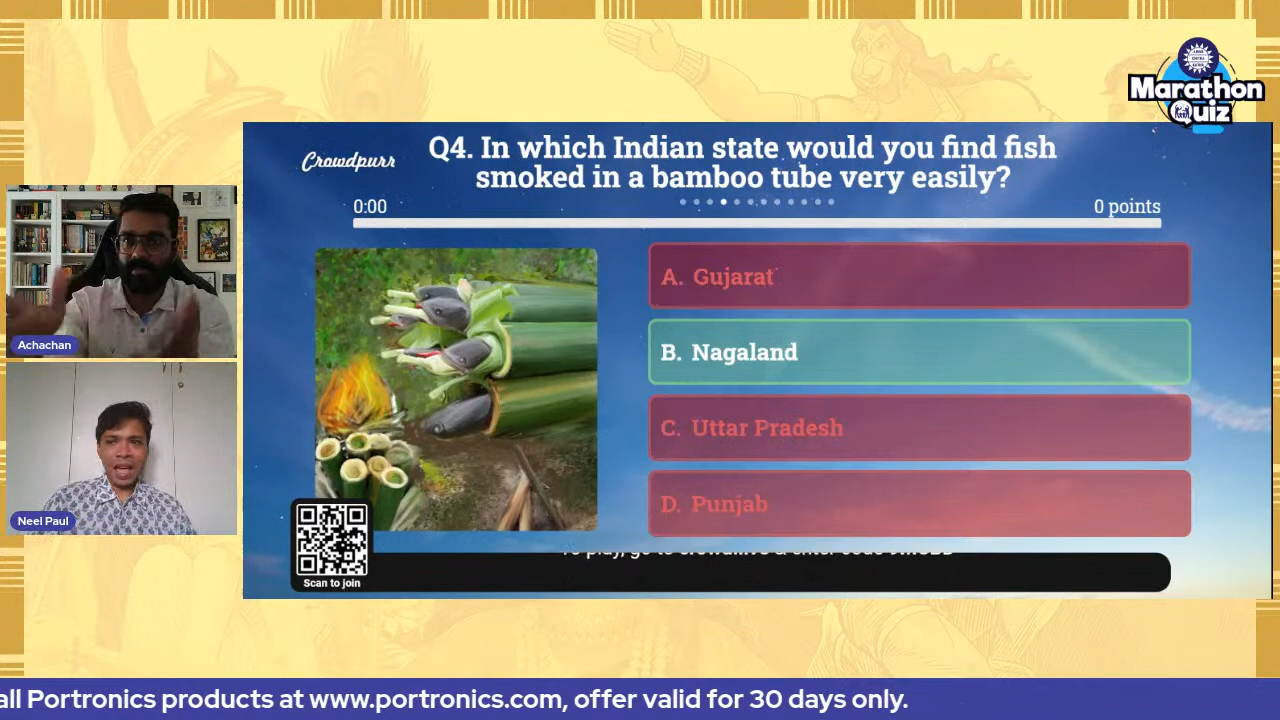 Marathon
Quiz
Crowdpurr
Q4. In which Indian state would you find fish
smoked in a bamboo tube very easily?
0:00
0 points
A. Gujarat
B. Nagaland
C. Uttar Pradesh
D. Punjab
Achachan
Neel Paul
Scan to join
all Portronics products at www.portronics.com, offer valid for 30 days only.